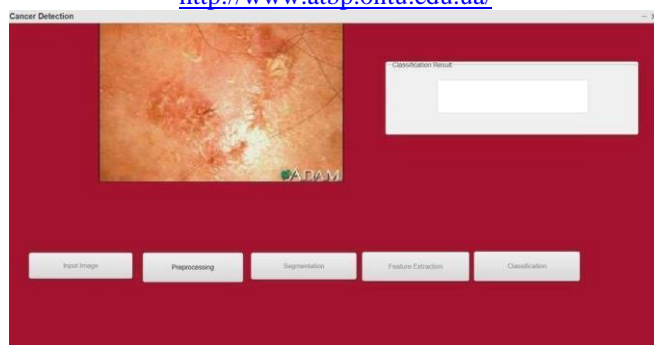 http://www.atbp.ontu.edu.ua/
Cancer Detection
Classification Result
ADAM
Input Image
Preprocessing
Segmentation
Feature Extraction
Classification